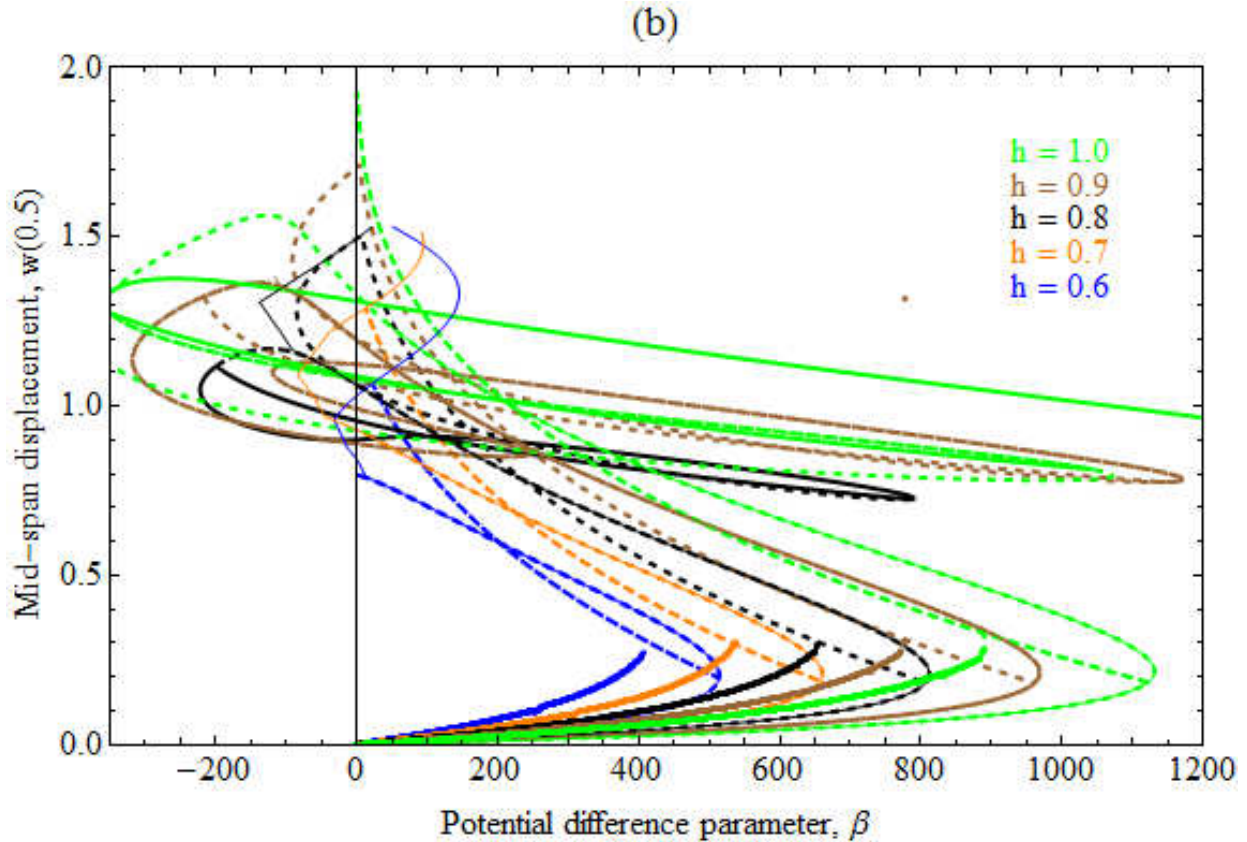 (b)
2.0
1.5
1.0
0.5
0.0
Mid-span displacement, w(0.5)
h = 1.0
h = 0.9
h = 0.8
h = 0.7
h = 0.6
−200 0 200 400 600 800 1000 1200
Potential difference parameter, β